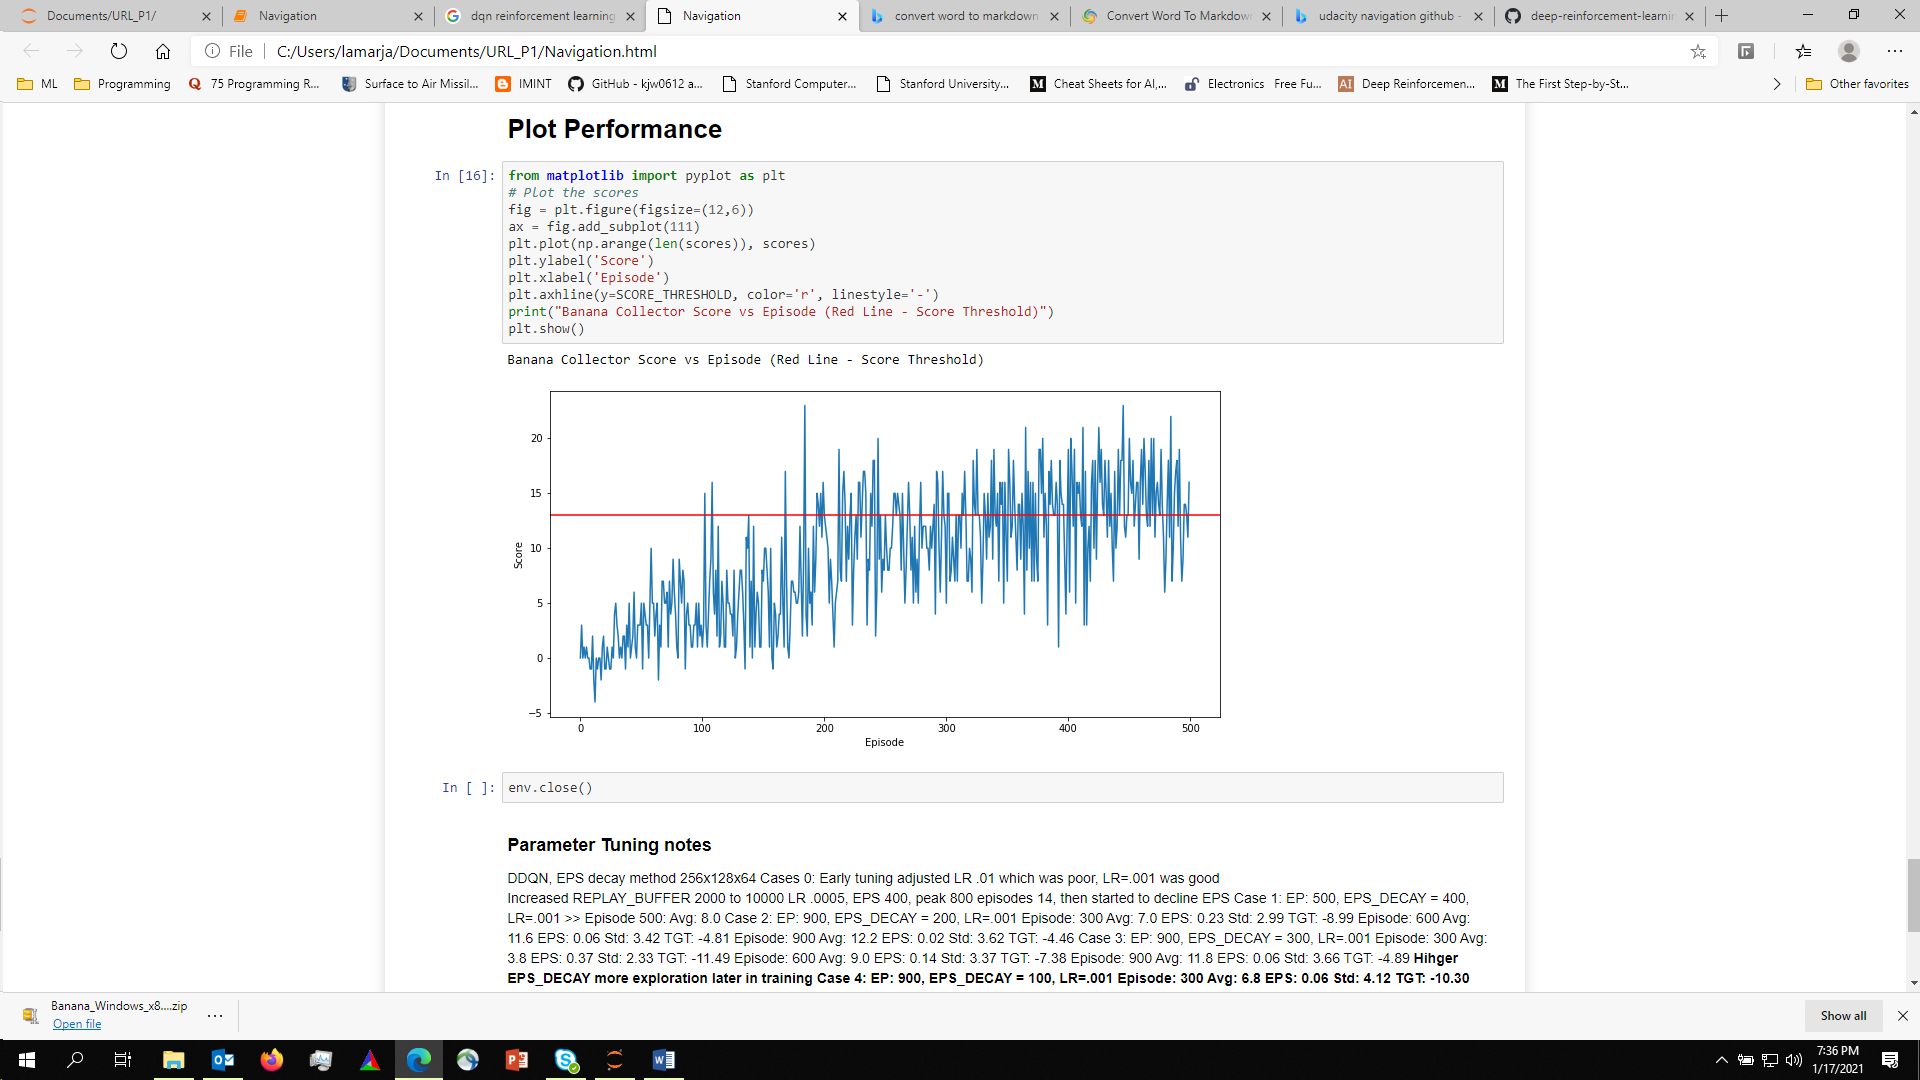 Documents/URL_P1/
Navigation
dqn reinforcement learning
Navigation
convert word to markdown
Convert Word To Markdow
udacity navigation github -
deep-reinforcement-learni
File
C:/Users/lamarja/Documents/URL_P1/Navigation.html
ML
Programming
75 Programming R...
Surface to Air Missil...
IMINT
GitHub - kjw0612 a...
Stanford Computer...
Stanford University...
Cheat Sheets for AI,...
Electronics Free Fu...
AI Deep Reinforcemen...
M The First Step-by-St...
Other favorites
Plot Performance
In [16]:
from matplotlib import pyplot as plt
# Plot the scores
fig = plt.figure(figsize=(12,6))
ax = fig.add_subplot(111)
plt.plot(np.arange(len(scores)), scores)
plt.ylabel('Score')
plt.xlabel('Episode')
plt.axhline(y=SCORE_THRESHOLD, color='r', linestyle='-')
print("Banana Collector Score vs Episode (Red Line - Score Threshold)")
plt.show()
Banana Collector Score vs Episode (Red Line - Score Threshold)
20
15
10
5
0
−5
Score
0 100 200 300 400 500
Episode
In [ ]: env.close()
Parameter Tuning notes
DDQN, EPS decay method 256x128x64 Cases 0: Early tuning adjusted LR .01 which was poor, LR=.001 was good
Increased REPLAY_BUFFER 2000 to 10000 LR .0005, EPS 400, peak 800 episodes 14, then started to decline EPS Case 1: EP: 500, EPS_DECAY = 400,
LR=.001 >> Episode 500: Avg: 8.0 Case 2: EP: 900, EPS_DECAY = 200, LR=.001 Episode: 300 Avg: 7.0 EPS: 0.23 Std: 2.99 TGT: -8.99 Episode: 600 Avg:
11.6 EPS: 0.06 Std: 3.42 TGT: -4.81 Episode: 900 Avg: 12.2 EPS: 0.02 Std: 3.62 TGT: -4.46 Case 3: EP: 900, EPS_DECAY = 300, LR=.001 Episode: 300 Avg:
3.8 EPS: 0.37 Std: 2.33 TGT: -11.49 Episode: 600 Avg: 9.0 EPS: 0.14 Std: 3.37 TGT: -7.38 Episode: 900 Avg: 11.8 EPS: 0.06 Std: 3.66 TGT: -4.89 Hihger
EPS_DECAY more exploration later in training Case 4: EP: 900, EPS_DECAY = 100, LR=.001 Episode: 300 Avg: 6.8 EPS: 0.06 Std: 4.12 TGT: -10.30
Banana_Windows_x8....zip
Open file
Show all
7:36 PM
1/17/2021